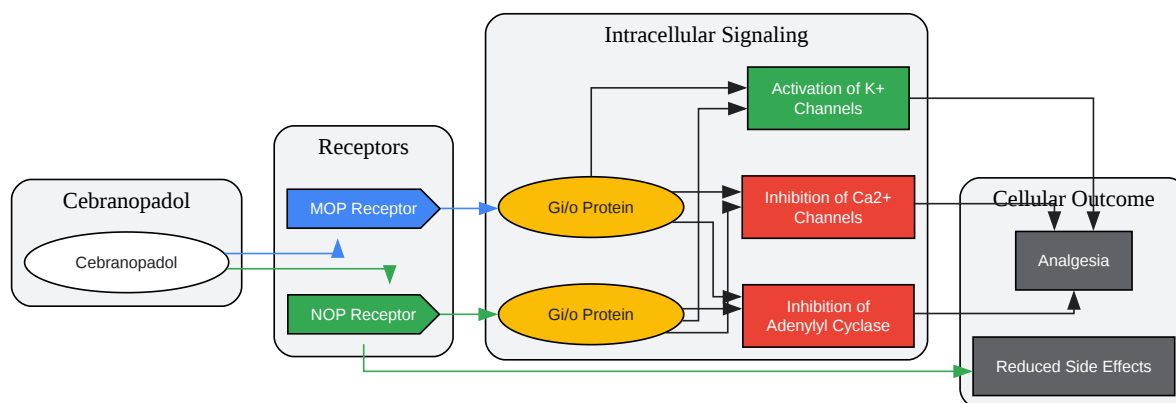 Intracellular Signaling
Activation of K+
Channels
Receptors
Cebranopadol
MOP Receptor
Gi/o Protein
Inhibition of Ca2+
Channels
Cellular Outcome
Cebranopadol
Analgesia
NOP Receptor
Gi/o Protein
Inhibition of
Adenylyl Cyclase
Reduced Side Effects